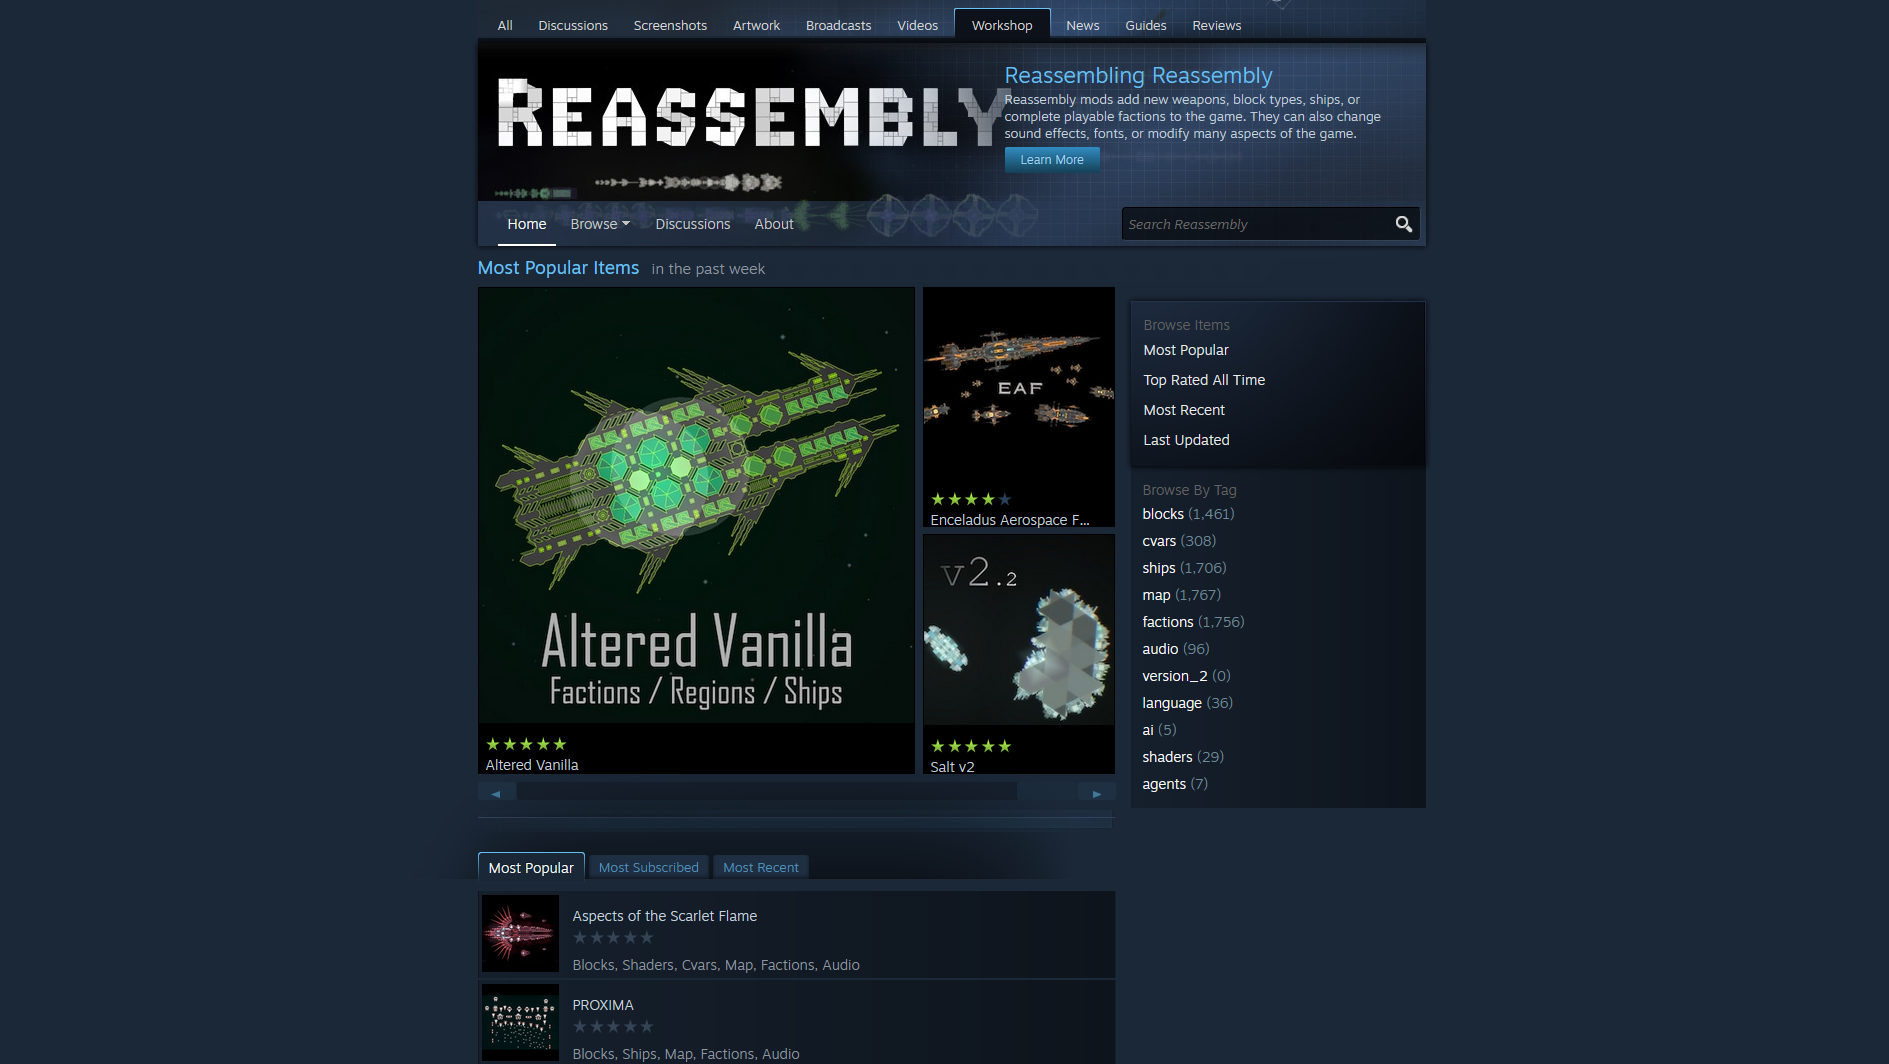 All Discussions Screenshots Artwork Broadcasts Videos Workshop News Guides Reviews
REASSEMBLY
Reassembling Reassembly
Reassembly mods add new weapons, block types, ships, or
complete playable factions to the game. They can also change
sound effects, fonts, or modify many aspects of the game.
Learn More
Home Browse Discussions About
Search Reassembly
Most Popular Items in the past week
Altered Vanilla
Factions / Regions / Ships
Altered Vanilla
EAF
Enceladus Aerospace F...
v2.2
Salt v2
Browse Items
Most Popular
Top Rated All Time
Most Recent
Last Updated
Browse By Tag
blocks (1,461)
cvars (308)
ships (1,706)
map (1,767)
factions (1,756)
audio (96)
version_2 (0)
language (36)
ai (5)
shaders (29)
agents (7)
Most Popular Most Subscribed Most Recent
Aspects of the Scarlet Flame
Blocks, Shaders, Cvars, Map, Factions, Audio
PROXIMA
Blocks, Ships, Map, Factions, Audio